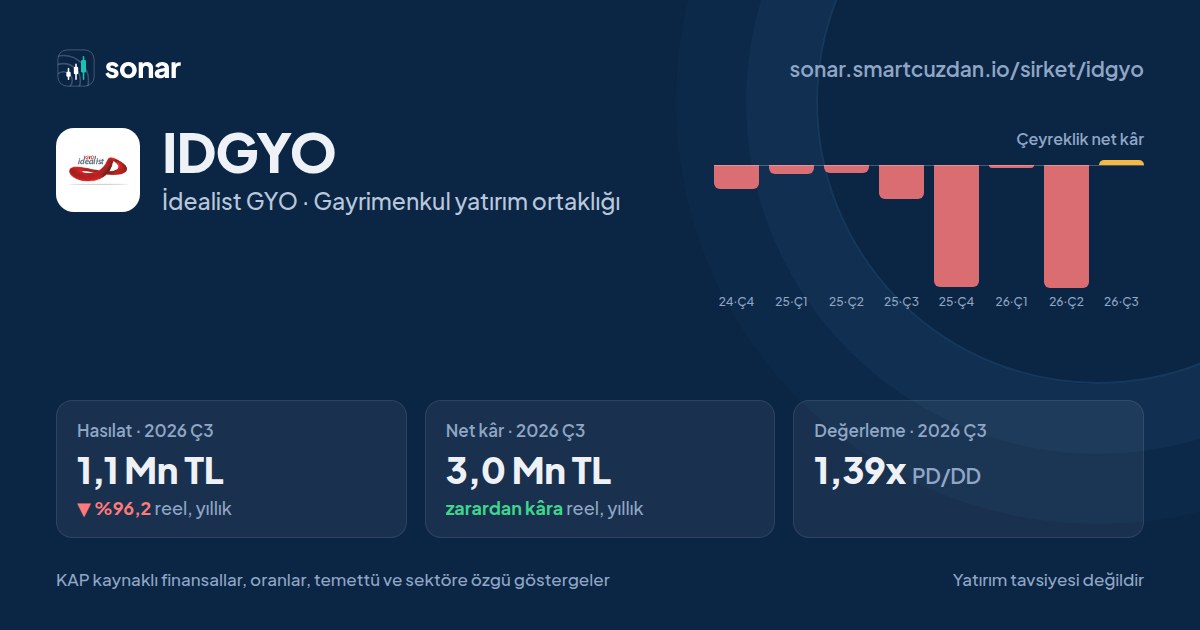 sonar
sonar.smartcuzdan.io/sirket/idgyo
idealist
IDGYO
İdealist GYO · Gayrimenkul yatırım ortaklığı
Çeyreklik net kâr
24·Ç4 25·Ç1 25·Ç2 25·Ç3 25·Ç4 26·Ç1 26·Ç2 26·Ç3
Hasılat · 2026 Ç3
1,1 Mn TL
▼ %96,2 reel, yıllık
Net kâr · 2026 Ç3
3,0 Mn TL
zarardan kâra reel, yıllık
Değerleme · 2026 Ç3
1,39x PD/DD
KAP kaynaklı finansallar, oranlar, temettü ve sektöre özgü göstergeler
Yatırım tavsiyesi değildir